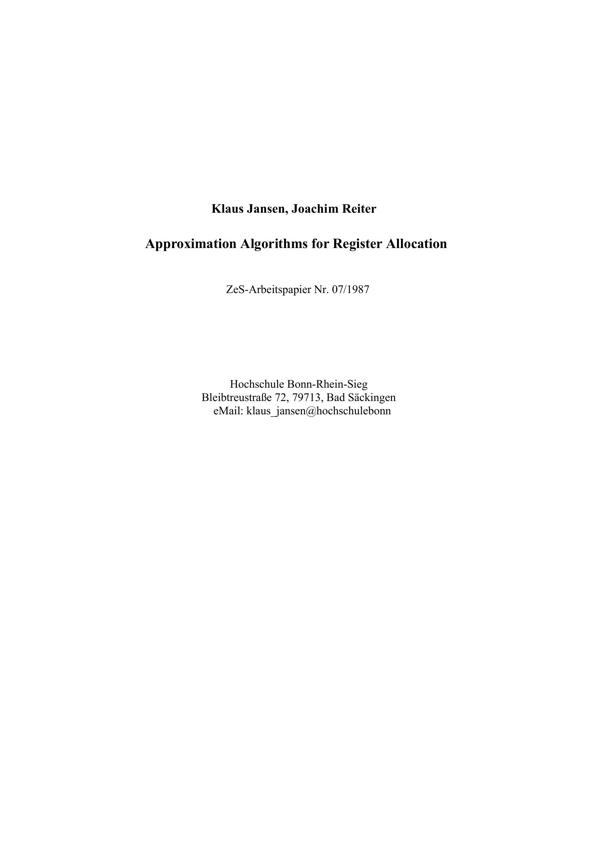 Klaus Jansen, Joachim Reiter
Approximation Algorithms for Register Allocation
ZeS-Arbeitspapier Nr. 07/1987
Hochschule Bonn-Rhein-Sieg
Bleibtreustraße 72, 79713, Bad Säckingen
eMail: klaus_jansen@hochschulebonn